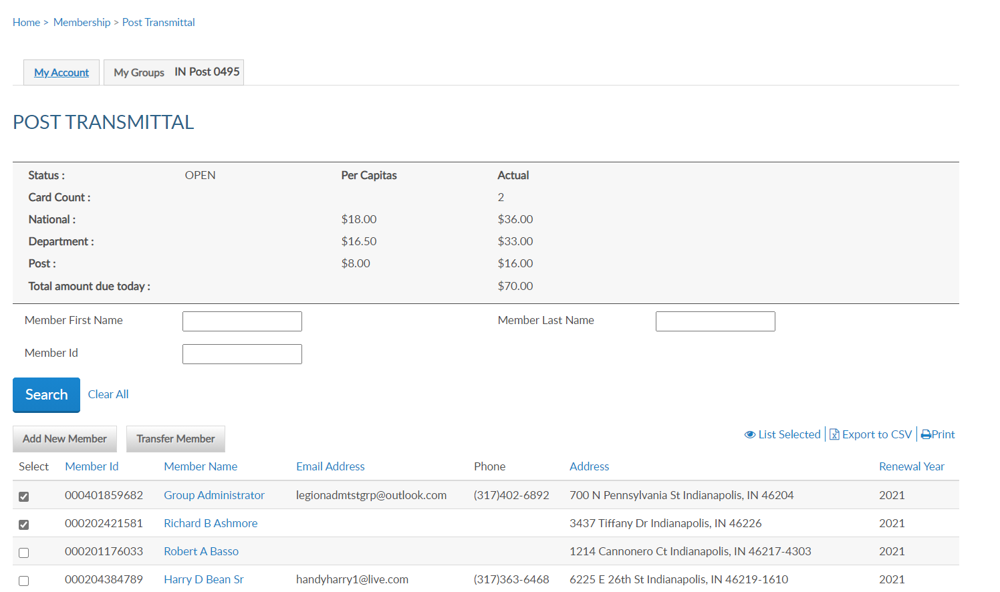 Home > Membership > Post Transmittal
My Account My Groups IN Post 0495
POST TRANSMITTAL
Status : OPEN Per Capitas Actual
Card Count : 2
National : $18.00 $36.00
Department : $16.50 $33.00
Post : $8.00 $16.00
Total amount due today : $70.00
Member First Name Member Last Name
Member Id
Search Clear All
Add New Member Transfer Member List Selected Export to CSV Print
Select Member Id Member Name Email Address Phone Address Renewal Year
000401859682 Group Administrator legionadmtstgrp@outlook.com (317)402-6892 700 N Pennsylvania St Indianapolis, IN 46204 2021
000202421581 Richard B Ashmore 3437 Tiffany Dr Indianapolis, IN 46226 2021
000201176033 Robert A Basso 1214 Cannonero Ct Indianapolis, IN 46217-4303 2021
000204384789 Harry D Bean Sr handyharry1@live.com (317)363-6468 6225 E 26th St Indianapolis, IN 46219-1610 2021